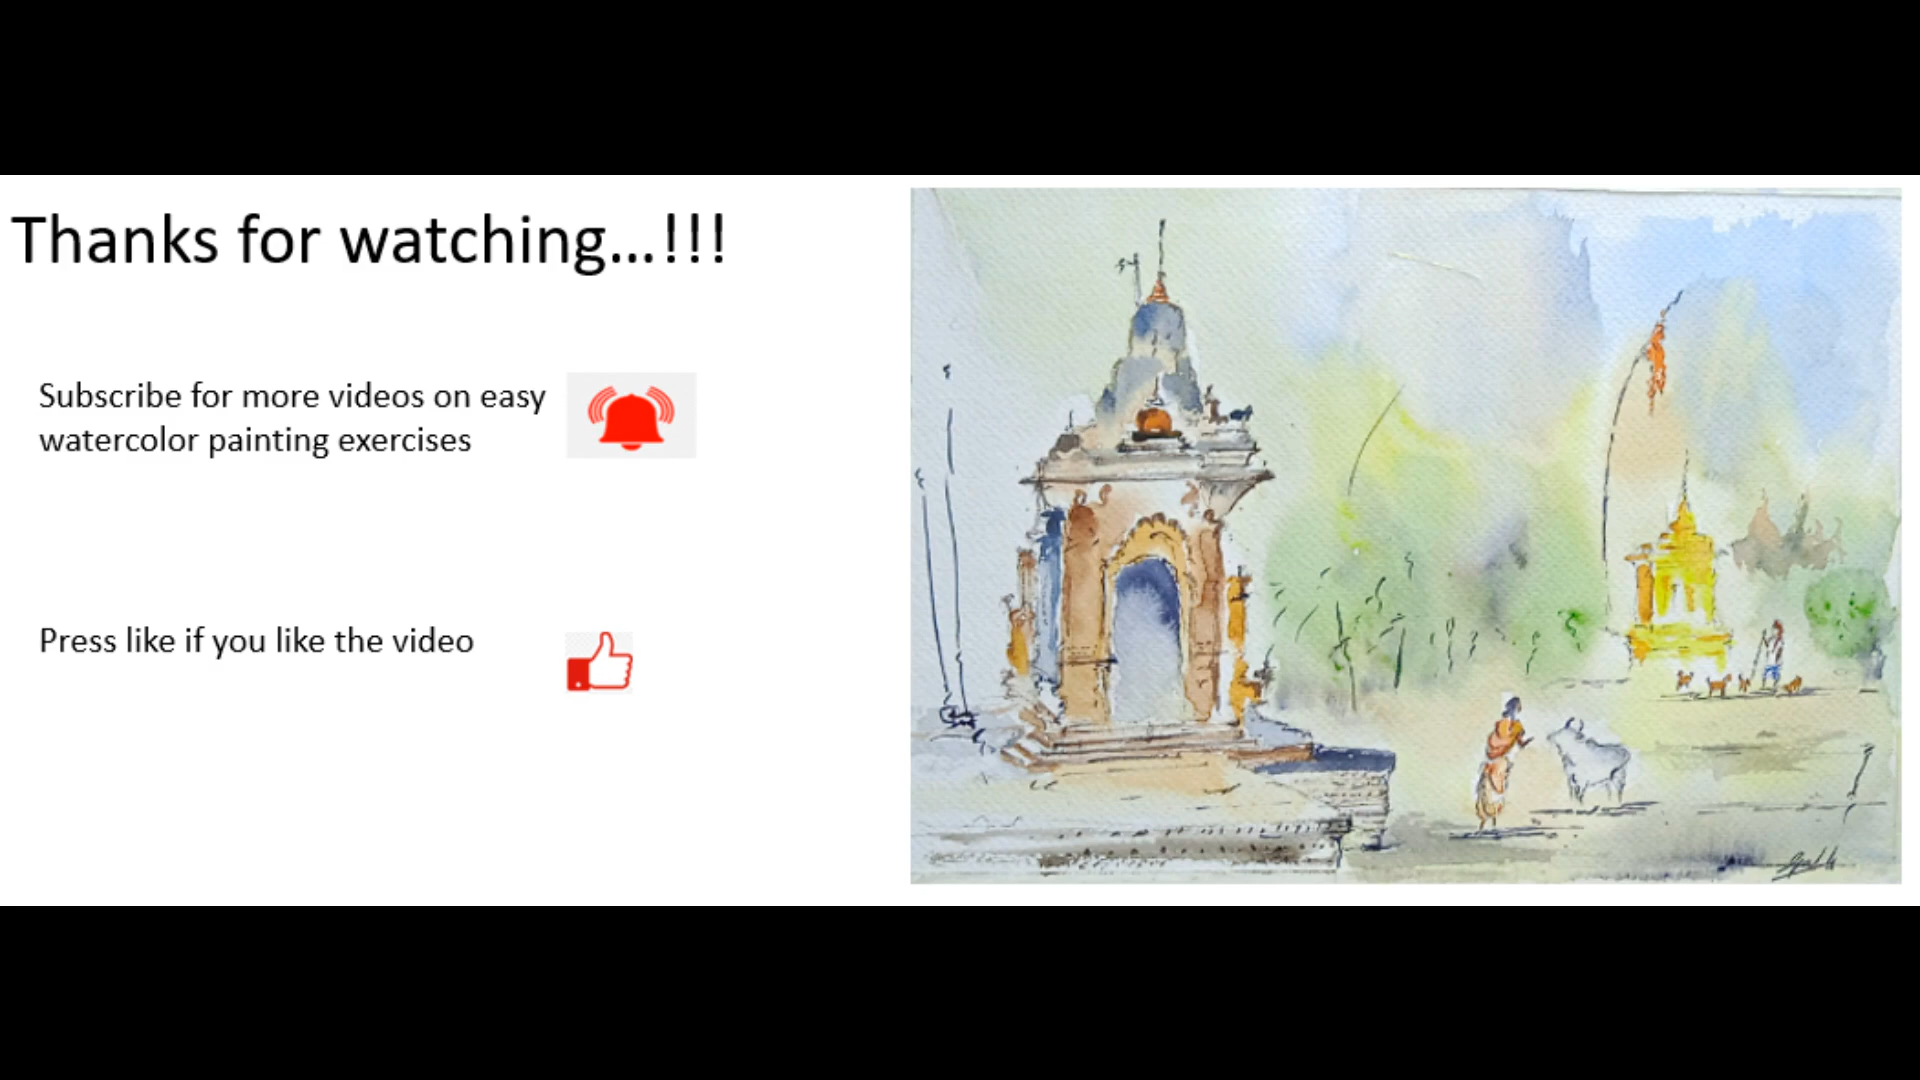 Thanks for watching...!!!
Subscribe for more videos on easy
watercolor painting exercises
Press like if you like the video